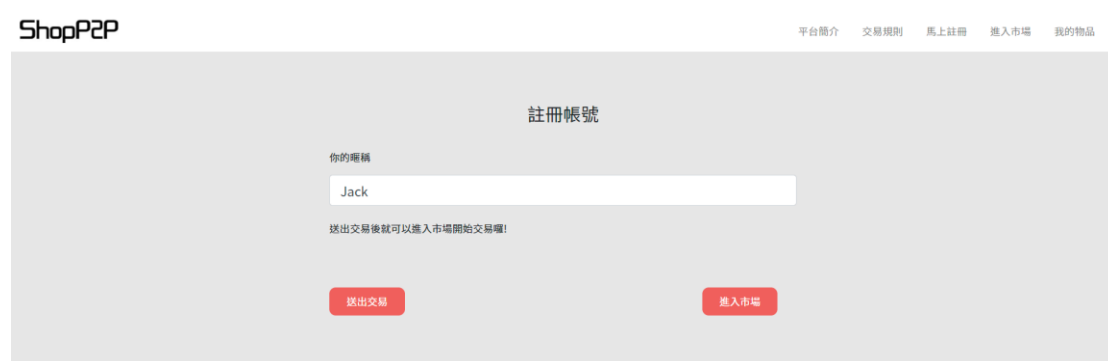 ShopP2P
平台簡介 交易規則 馬上註冊 進入市場 我的物品
註冊帳號
你的暱稱
Jack
送出交易後就可以進入市場開始交易囉!
送出交易 進入市場